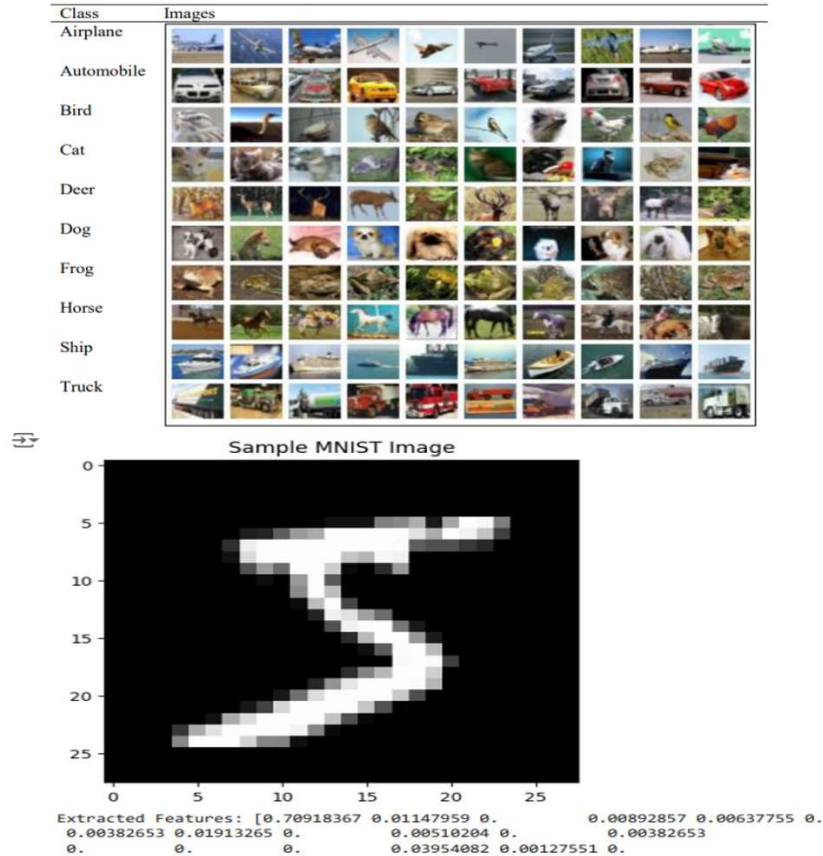 Class Images
Airplane
Automobile
Bird
Cat
Deer
Dog
Frog
Horse
Ship
Truck
Sample MNIST Image
0
5
10
15
20
25
0 5 10 15 20 25
Extracted Features: [0.70918367 0.01147959 0. 0.00892857 0.00637755 0.
0.00382653 0.01913265 0. 0.00510204 0. 0.00382653
0. 0. 0. 0.03954082 0.00127551 0.